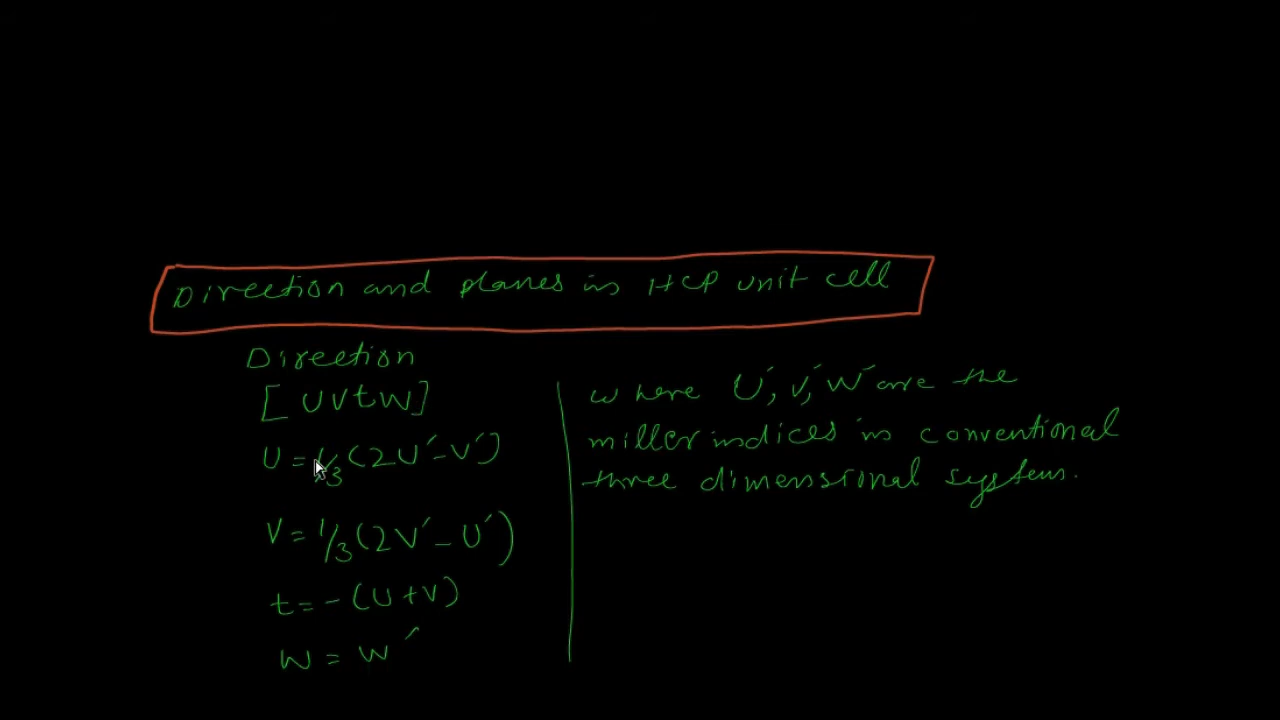 Direction and planes in HCP unit cell
Direction
[UVtW]
U = 1/3 (2U′ - V′)
V = 1/3 (2V′ - U′)
t = - (U + V)
W = W′
where U′, V′, W′ are the
miller indices in conventional
three dimensional system.